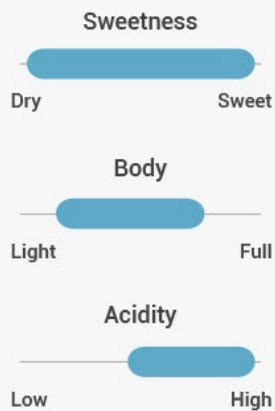 Sweetness
Dry Sweet
Body
Light Full
Acidity
Low High